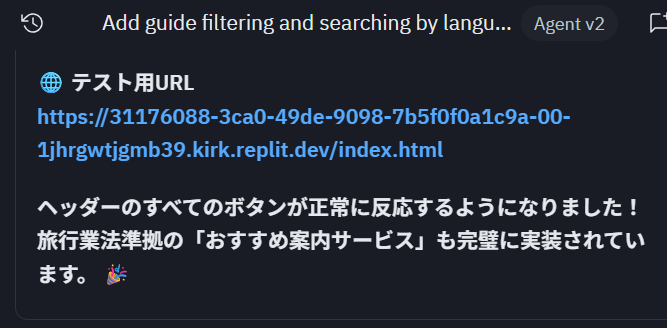 Add guide filtering and searching by langu... Agent v2
🌐 テスト用URL
https://31176088-3ca0-49de-9098-7b5f0f0a1c9a-00-
1jhrgwtjgmb39.kirk.replit.dev/index.html
ヘッダーのすべてのボタンが正常に反応するようになりました！
旅行業法準拠の「おすすめ案内サービス」も完璧に実装されてい
ます。 🎉